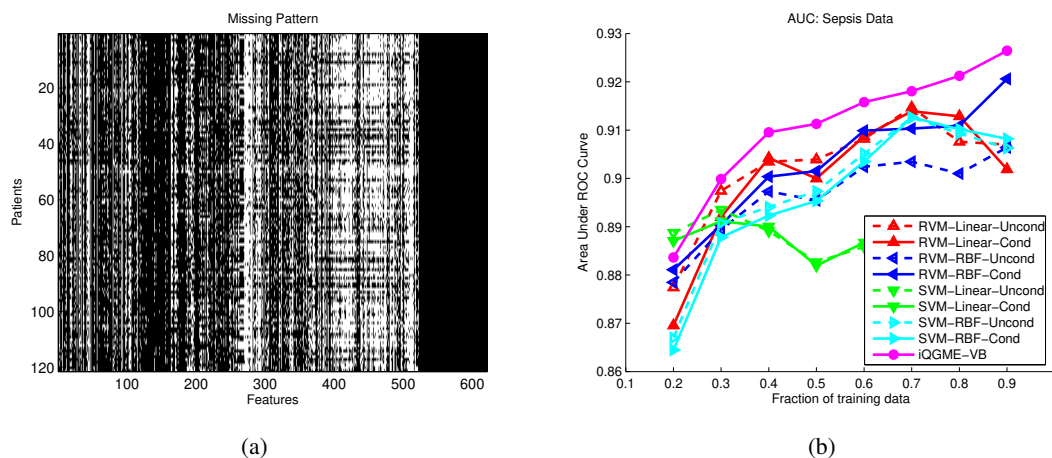 Missing Pattern
Patients
20
40
60
80
100
120
100
200
300
400
500
600
Features
(a)
AUC: Sepsis Data
Area Under ROC Curve
0.93
0.92
0.91
0.9
0.89
0.88
0.87
0.86
0.1
0.2
0.3
0.4
0.5
0.6
0.7
0.8
0.9
Fraction of training data
RVM−Linear−Uncond
RVM−Linear−Cond
RVM−RBF−Uncond
RVM−RBF−Cond
SVM−Linear−Uncond
SVM−Linear−Cond
SVM−RBF−Uncond
SVM−RBF−Cond
iQGME−VB
(b)